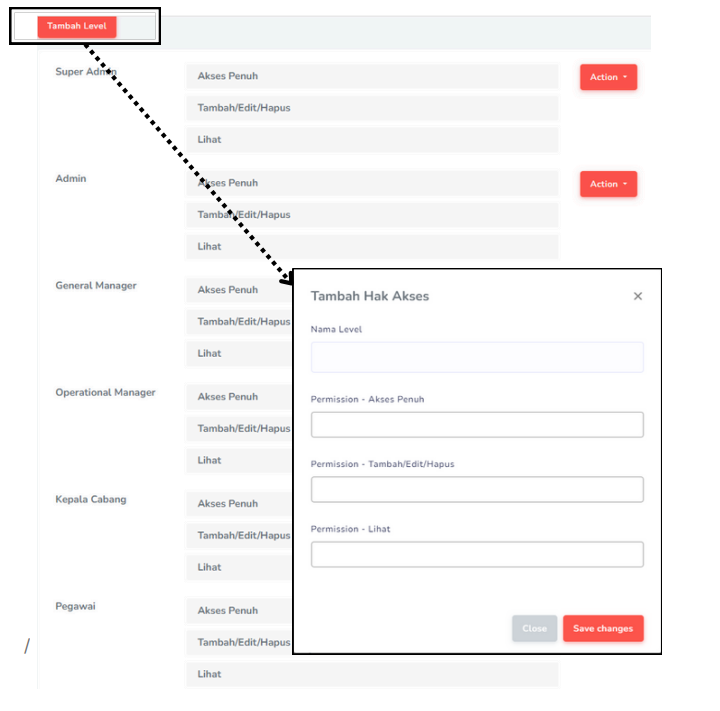 Tambah Level
Super Admin
Akses Penuh
Action
Tambah/Edit/Hapus
Lihat
Admin
Akses Penuh
Action
Tambah/Edit/Hapus
Lihat
General Manager
Akses Penuh
Tambah/Edit/Hapus
Lihat
Operational Manager
Akses Penuh
Tambah/Edit/Hapus
Lihat
Kepala Cabang
Akses Penuh
Tambah/Edit/Hapus
Lihat
Pegawai
Akses Penuh
/
Tambah/Edit/Hapus
Lihat
Tambah Hak Akses ×
Nama Level
Permission - Akses Penuh
Permission - Tambah/Edit/Hapus
Permission - Lihat
Close
Save changes